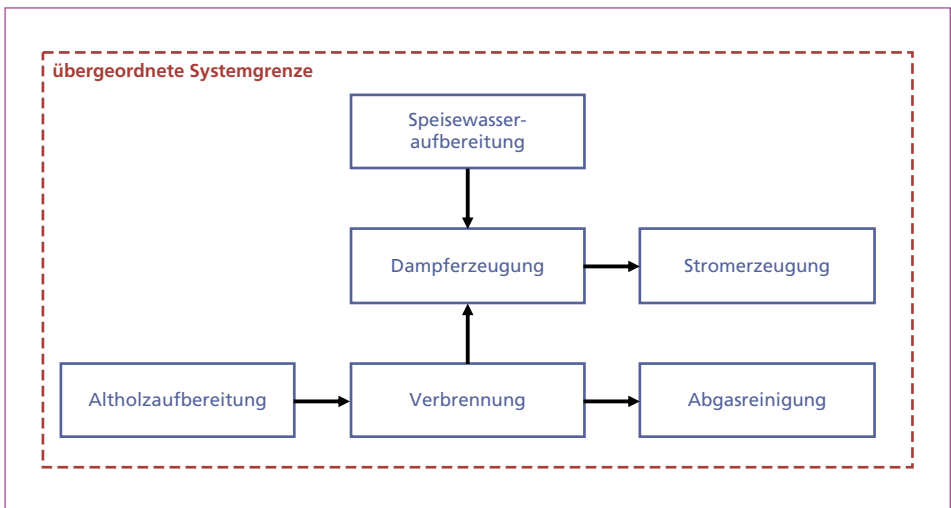 übergeordnete Systemgrenze
Speisewasser-
aufbereitung
Dampferzeugung
Stromerzeugung
Altholzaufbereitung
Verbrennung
Abgasreinigung